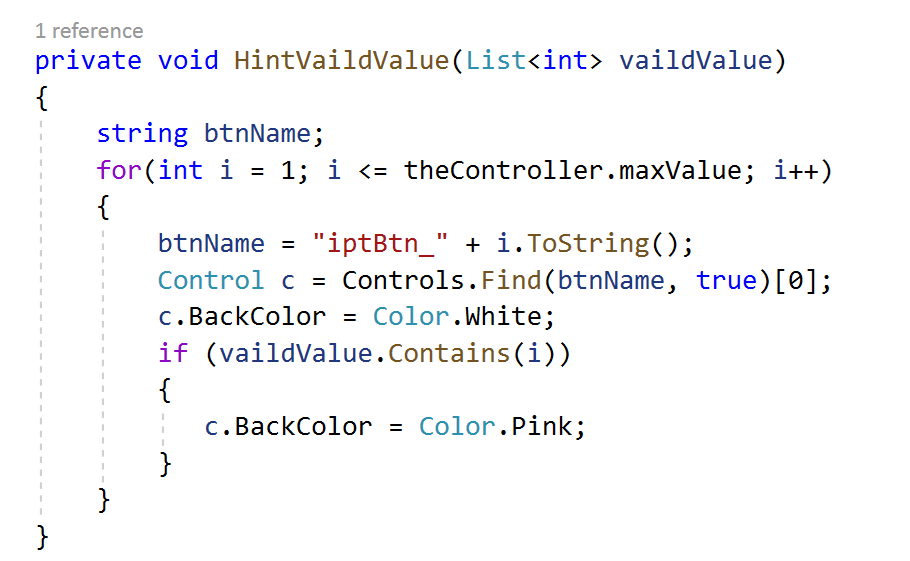 1 reference
private void HintVaildValue(List<int> vaildValue)
{
string btnName;
for(int i = 1; i <= theController.maxValue; i++)
{
btnName = "iptBtn_" + i.ToString();
Control c = Controls.Find(btnName, true)[0];
c.BackColor = Color.White;
if (vaildValue.Contains(i))
{
c.BackColor = Color.Pink;
}
}
}